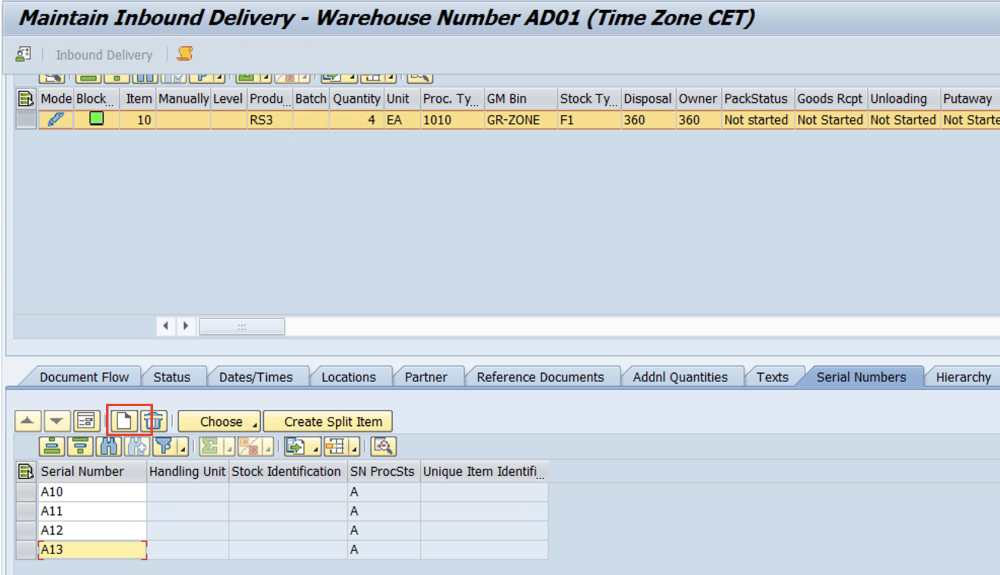 Maintain Inbound Delivery - Warehouse Number AD01 (Time Zone CET)
Inbound Delivery
Mode Block... Item Manually Level Produ... Batch Quantity Unit Proc. Ty... GM Bin Stock Ty... Disposal Owner PackStatus Goods Rcpt Unloading Putaway
10 RS3 4 EA 1010 GR-ZONE F1 360 360 Not started Not Started Not Started Not Starte
Document Flow Status Dates/Times Locations Partner Reference Documents Addnl Quantities Texts Serial Numbers Hierarchy
Choose Create Split Item
Serial Number Handling Unit Stock Identification SN ProcSts Unique Item Identifi...
A10 A
A11 A
A12 A
A13 A